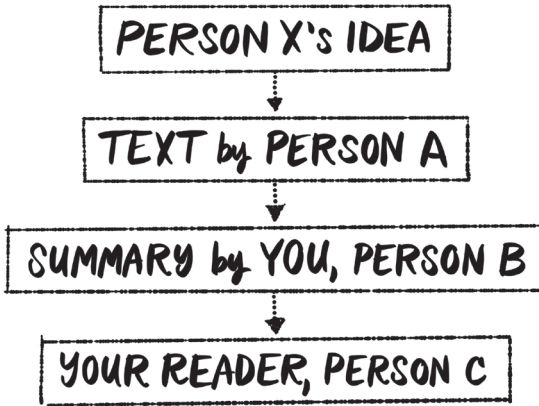 PERSON X's IDEA
TEXT by PERSON A
SUMMARY by YOU, PERSON B
YOUR READER, PERSON C